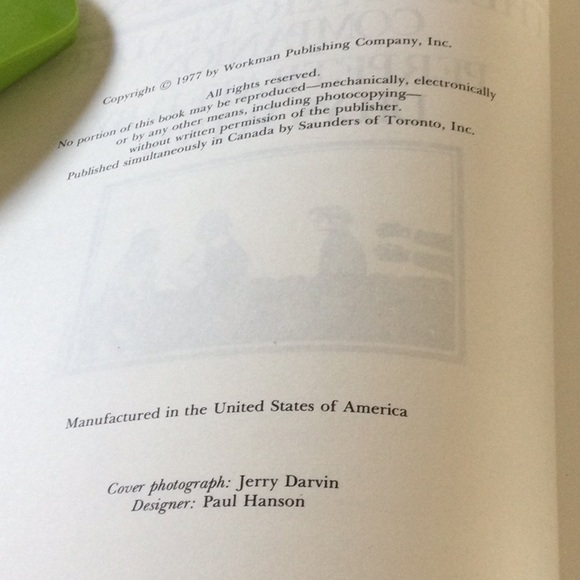 Copyright © 1977 by Workman Publishing Company, Inc.
All rights reserved.
No portion of this book may be reproduced—mechanically, electronically
or by any other means, including photocopying—
without written permission of the publisher.
Published simultaneously in Canada by Saunders of Toronto, Inc.
Manufactured in the United States of America
Cover photograph: Jerry Darvin
Designer: Paul Hanson